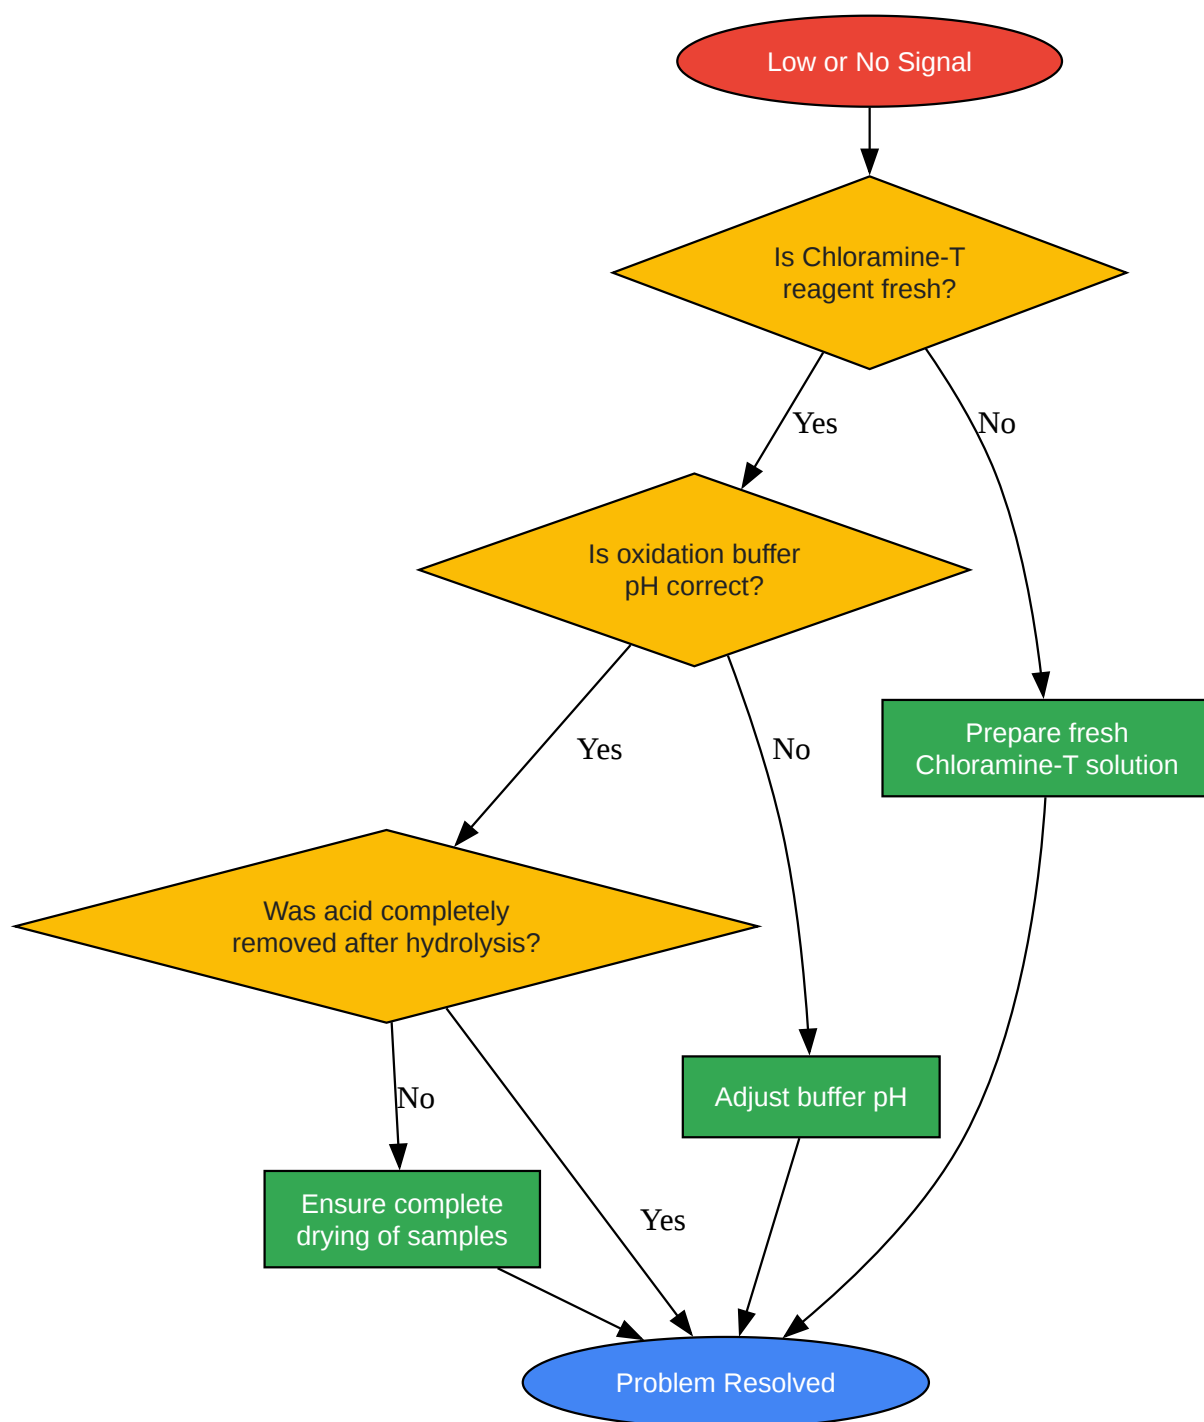 Low or No Signal
Is Chloramine-T
reagent fresh?
Yes
No
Is oxidation buffer
pH correct?
Yes
No
Prepare fresh
Chloramine-T solution
Was acid completely
removed after hydrolysis?
No
Adjust buffer pH
Ensure complete
drying of samples
Yes
Problem Resolved